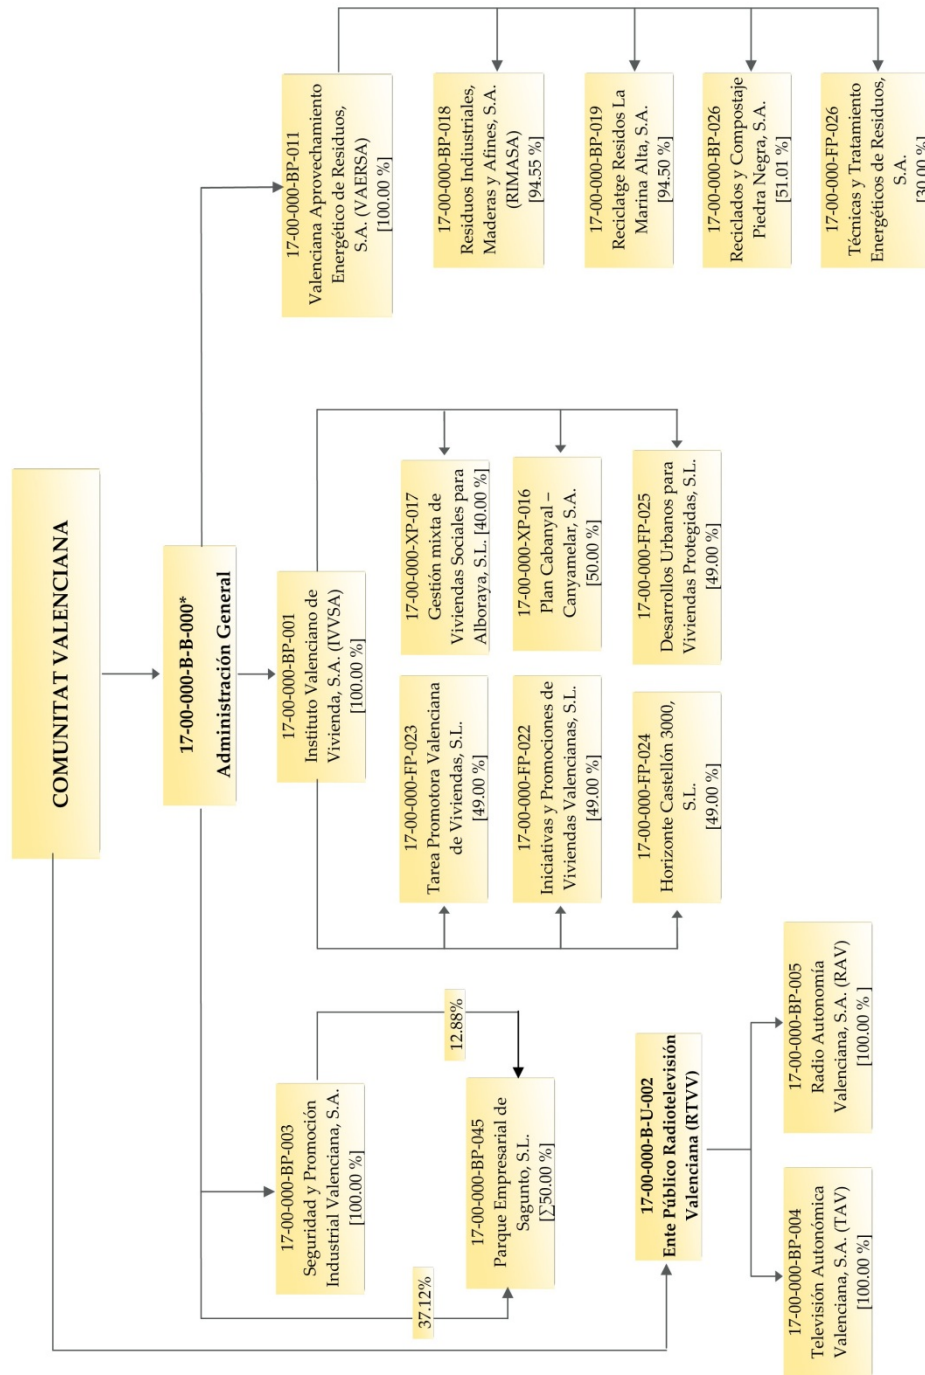 COMUNITAT VALENCIANA
17-00-000-B-B-000*
Administración General
17-00-000-BP-003
Seguridad y Promoción
Industrial Valenciana, S.A.
[100.00 %]
17-00-000-BP-001
Instituto Valenciano de
Vivienda, S.A. (IVVSA)
[100.00 %]
17-00-000-BP-011
Valenciana Aprovechamiento
Energético de Residuos,
S.A. (VAERSA)
[100.00 %]
37.12%
12.88%
17-00-000-BP-045
Parque Empresarial de
Sagunto, S.L.
[∑50.00 %]
17-00-000-FP-023
Tarea Promotora Valenciana
de Viviendas, S.L.
[49.00 %]
17-00-000-XP-017
Gestión mixta de
Viviendas Sociales para
Alboraya, S.L. [40.00 %]
17-00-000-BP-018
Residuos Indiustriales,
Maderas y Afines, S.A.
(RIMASA)
[94.55 %]
17-00-000-FP-022
Iniciativas y Promociones de
Viviendas Valencianas, S.L.
[49.00 %]
17-00-000-XP-016
Plan Cabanyal –
Canyamelar, S.A.
[50.00 %]
17-00-000-BP-019
Reciclatge Residos La
Marina Alta, S.A.
[94.50 %]
17-00-000-FP-024
Horizonte Castellón 3000,
S.L.
[49.00 %]
17-00-000-FP-025
Desarrollos Urbanos para
Viviendas Protegidas, S.L.
[49.00 %]
17-00-000-BP-026
Reciclados y Compostaje
Piedra Negra, S.A.
[51.01 %]
17-00-000-B-U-002
Ente Público Radiotelevisión
Valenciana (RTVV)
17-00-000-FP-026
Técnicas y Tratamiento
Energéticos de Residuos,
S.A.
[30.00 %]
17-00-000-BP-004
Televisión Autonómica
Valenciana, S.A. (TAV)
[100.00 %]
17-00-000-BP-005
Radio Autonomía
Valenciana, S.A. (RAV)
[100.00 % ]